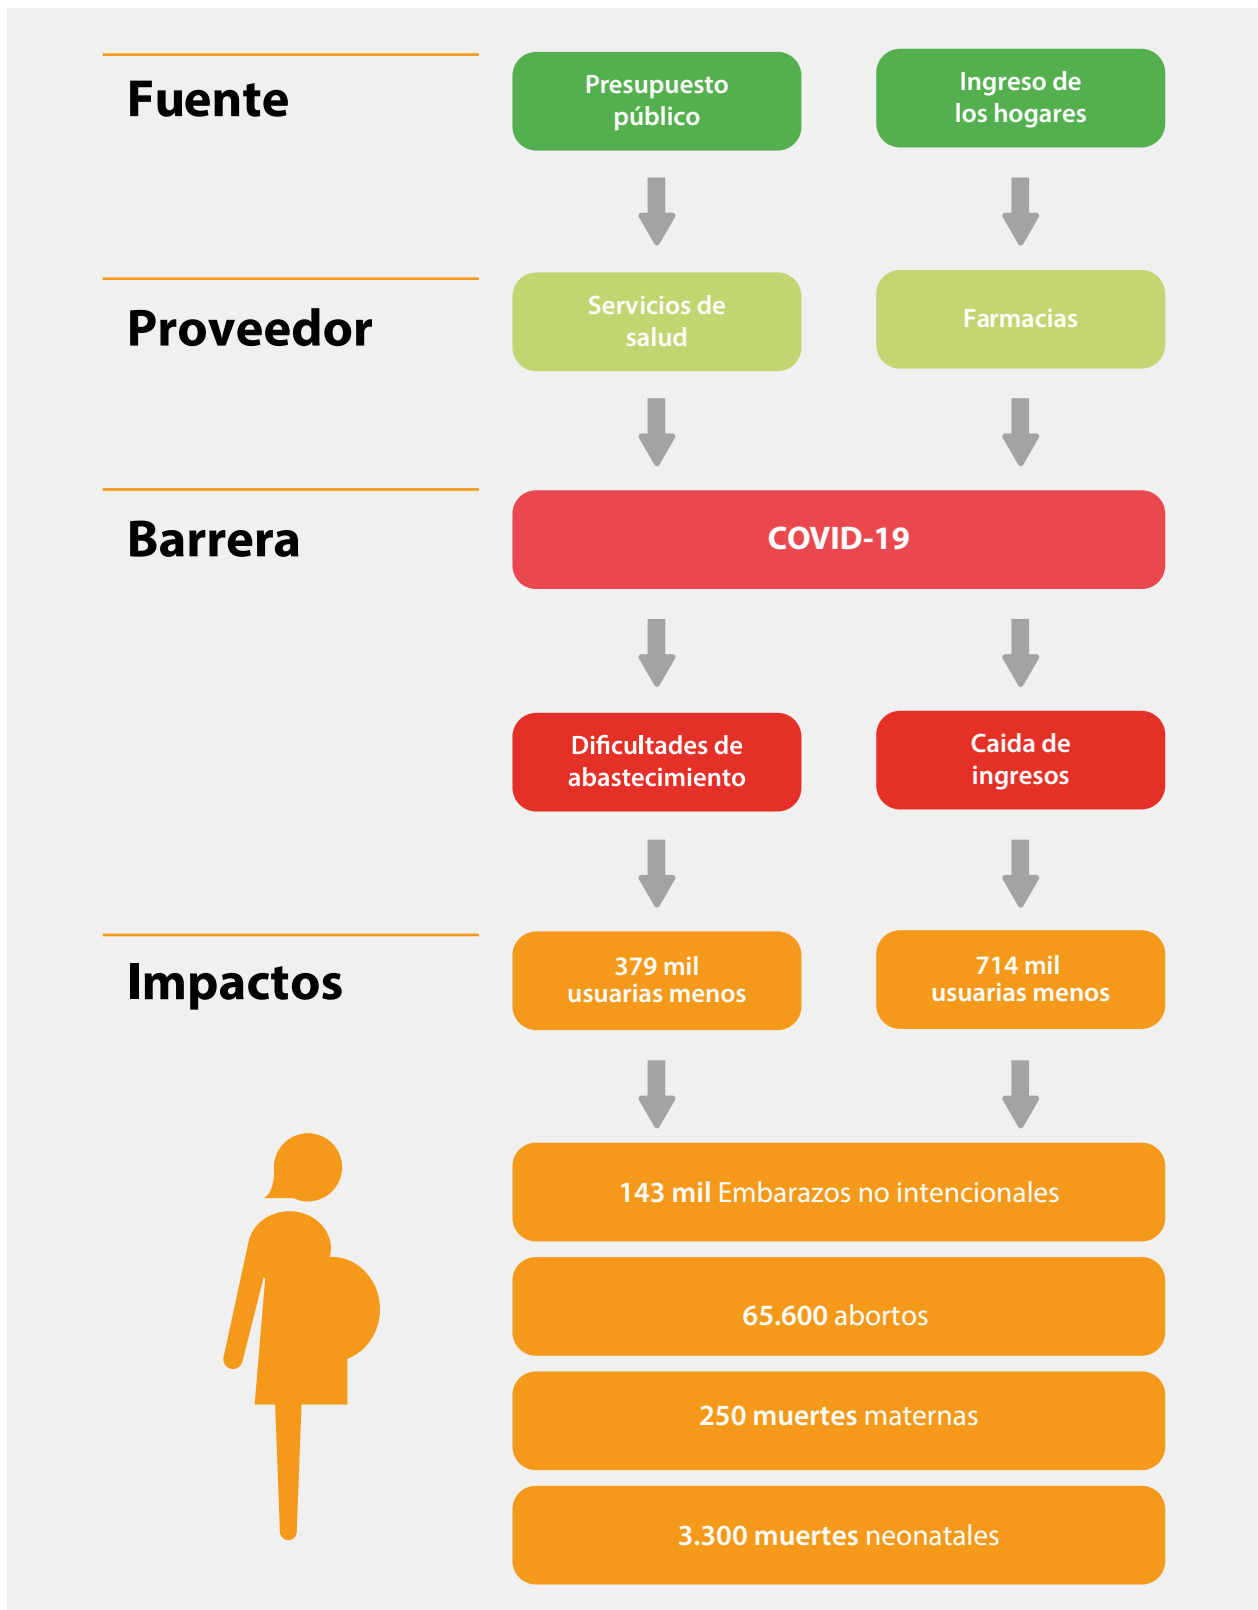 Fuente
Presupuesto
público
Ingreso de
los hogares
Proveedor
Servicios de
salud
Farmacias
Barrera
COVID-19
Dificultades de
abastecimiento
Caida de
ingresos
Impactos
379 mil
usuarias menos
714 mil
usuarias menos
143 mil Embarazos no intencionales
65.600 abortos
250 muertes maternas
3.300 muertes neonatales